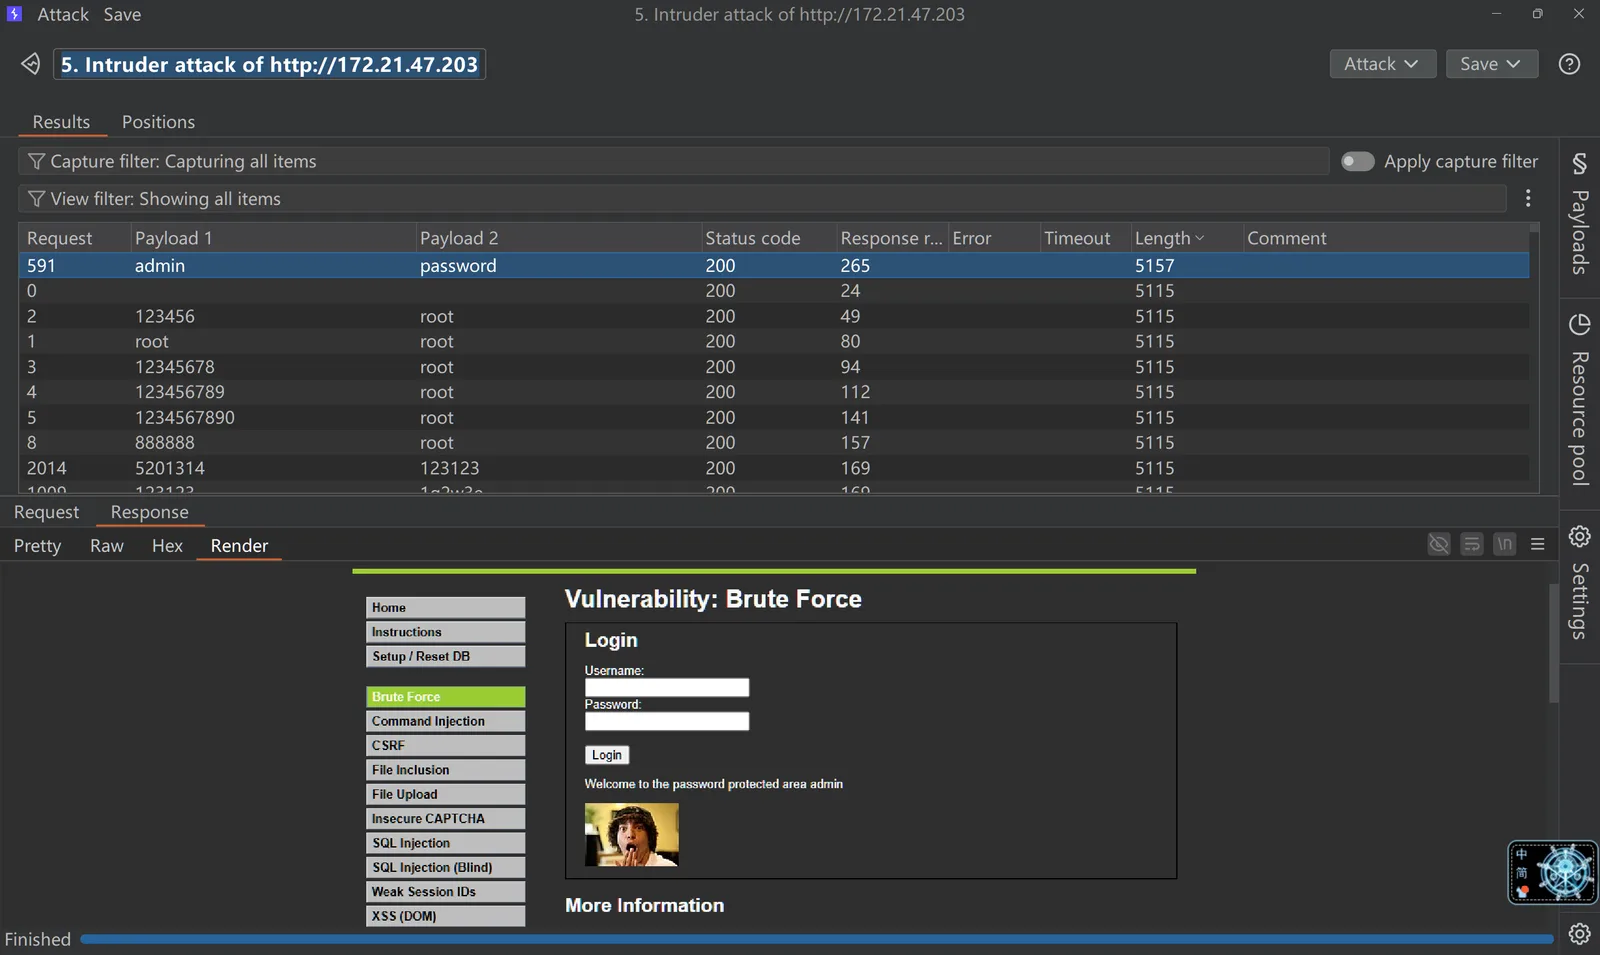 Attack Save 5. Intruder attack of http://172.21.47.203
5. Intruder attack of http://172.21.47.203 Attack Save
Results Positions
Capture filter: Capturing all items Apply capture filter
View filter: Showing all items
Request Payload 1 Payload 2 Status code Response r... Error Timeout Length Comment
591 admin password 200 265 5157
0 200 24 5115
2 123456 root 200 49 5115
1 root root 200 80 5115
3 12345678 root 200 94 5115
4 123456789 root 200 112 5115
5 1234567890 root 200 141 5115
8 888888 root 200 157 5115
2014 5201314 123123 200 169 5115
1009 123123 1q2w3e 200 169 5115
Payloads
Resource pool
Settings
Request Response
Pretty Raw Hex Render \n
Home
Instructions
Setup / Reset DB
Brute Force
Command Injection
CSRF
File Inclusion
File Upload
Insecure CAPTCHA
SQL Injection
SQL Injection (Blind)
Weak Session IDs
XSS (DOM)
Vulnerability: Brute Force
Login
Username:
Password:
Login
Welcome to the password protected area admin
More Information
中
简
Finished